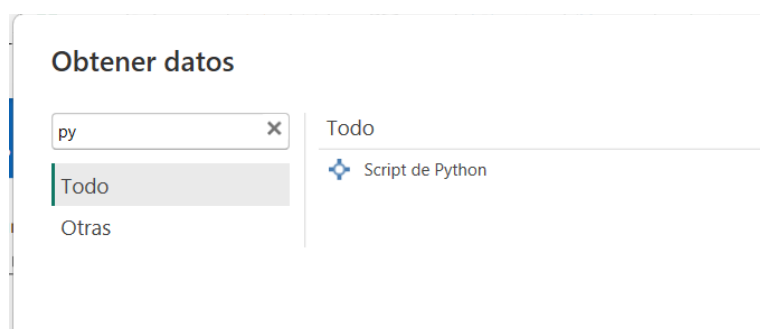 Obtener datos
py
Todo
Otras
Todo
Script de Python